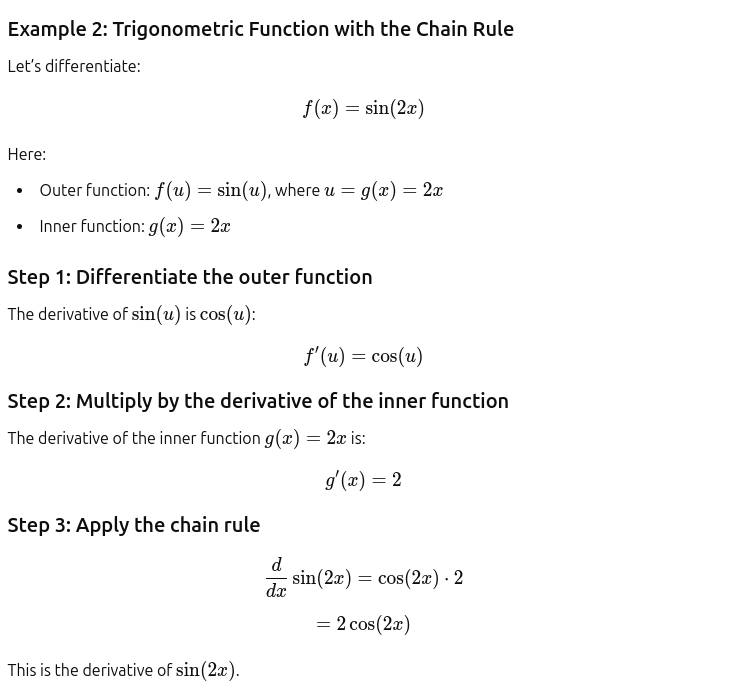 Example 2: Trigonometric Function with the Chain Rule
Let’s differentiate:
f(x) = sin(2x)
Here:
• Outer function: f(u) = sin(u), where u = g(x) = 2x
• Inner function: g(x) = 2x
Step 1: Differentiate the outer function
The derivative of sin(u) is cos(u):
f′(u) = cos(u)
Step 2: Multiply by the derivative of the inner function
The derivative of the inner function g(x) = 2x is:
g′(x) = 2
Step 3: Apply the chain rule
d/dx sin(2x) = cos(2x) · 2
= 2 cos(2x)
This is the derivative of sin(2x).